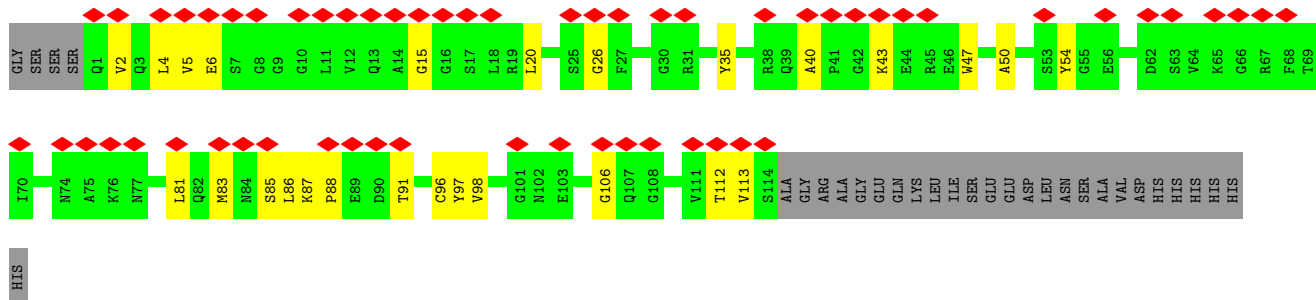 GLY SER SER SER Q1 V2 Q3 L4 V5 E6 S7 G8 G9 G10 L11 V12 Q13 A14 G15 G16 S17 L18 R19 L20 S25 G26 F27 G30 R31 Y35 R38 Q39 A40 P41 G42 K43 E44 R45 E46 W47 A50 S53 Y54 G55 E56 D62 S63 V64 K65 G66 R67 F68 T69
I70 N74 A75 K76 N77 L81 Q82 M83 N84 S85 L86 K87 P88 E89 D90 T91 C96 Y97 V98 G101 N102 E103 G106 Q107 G108 V111 T112 V113 S114 ALA GLY ARG ALA GLY GLU GLN LYS LEU ILE SER GLU GLU ASP LEU ASN SER ALA VAL ASP HIS HIS HIS HIS HIS
HIS